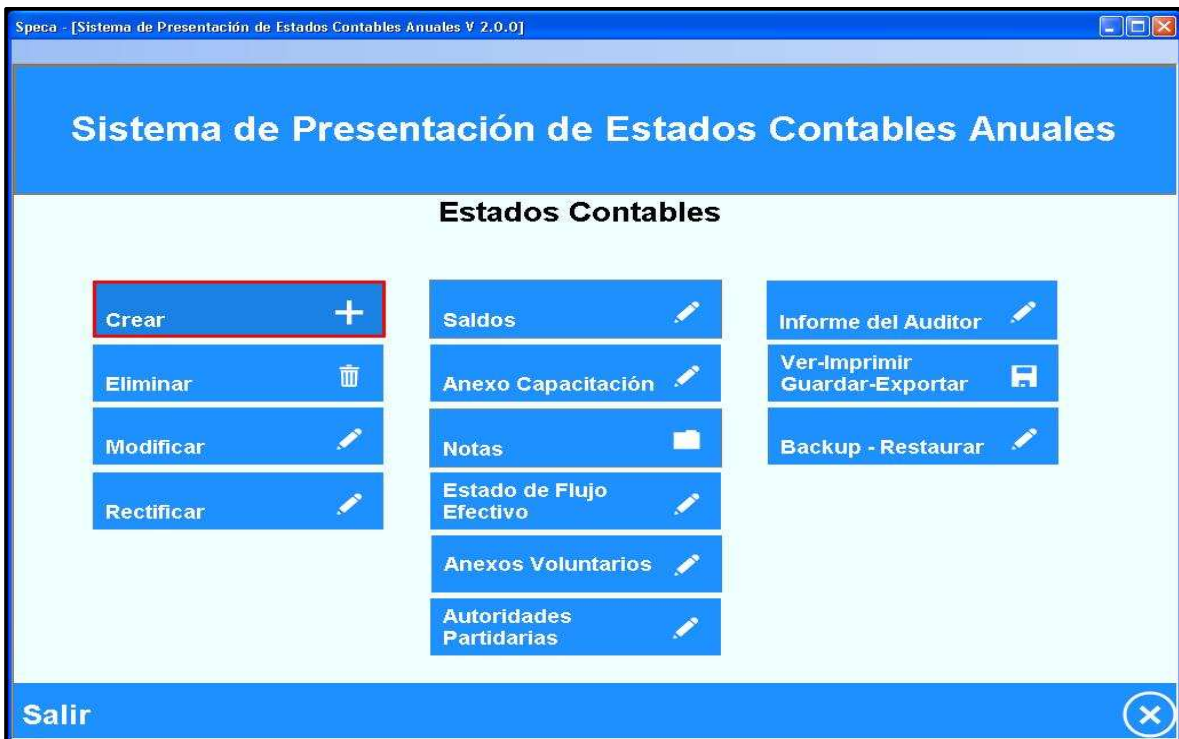 Speca - [Sistema de Presentación de Estados Contables Anuales V 2.0.0]
Sistema de Presentación de Estados Contables Anuales
Estados Contables
Crear
Eliminar
Modificar
Rectificar
Saldos
Anexo Capacitación
Notas
Estado de Flujo
Efectivo
Anexos Voluntarios
Autoridades
Partidarias
Informe del Auditor
Ver-Imprimir
Guardar-Exportar
Backup - Restaurar
Salir